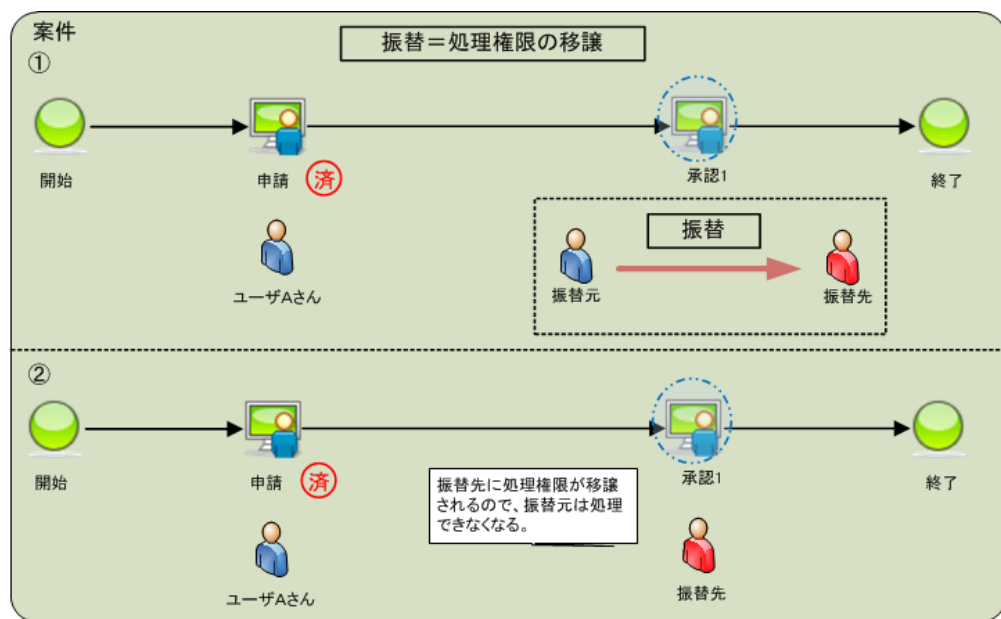 案件
振替＝処理権限の移譲
①
開始
申請
済
承認1
終了
ユーザAさん
振替
振替元
振替先
②
開始
申請
済
承認1
終了
振替先に処理権限が移譲
されるので、振替元は処理
できなくなる。
ユーザAさん
振替先